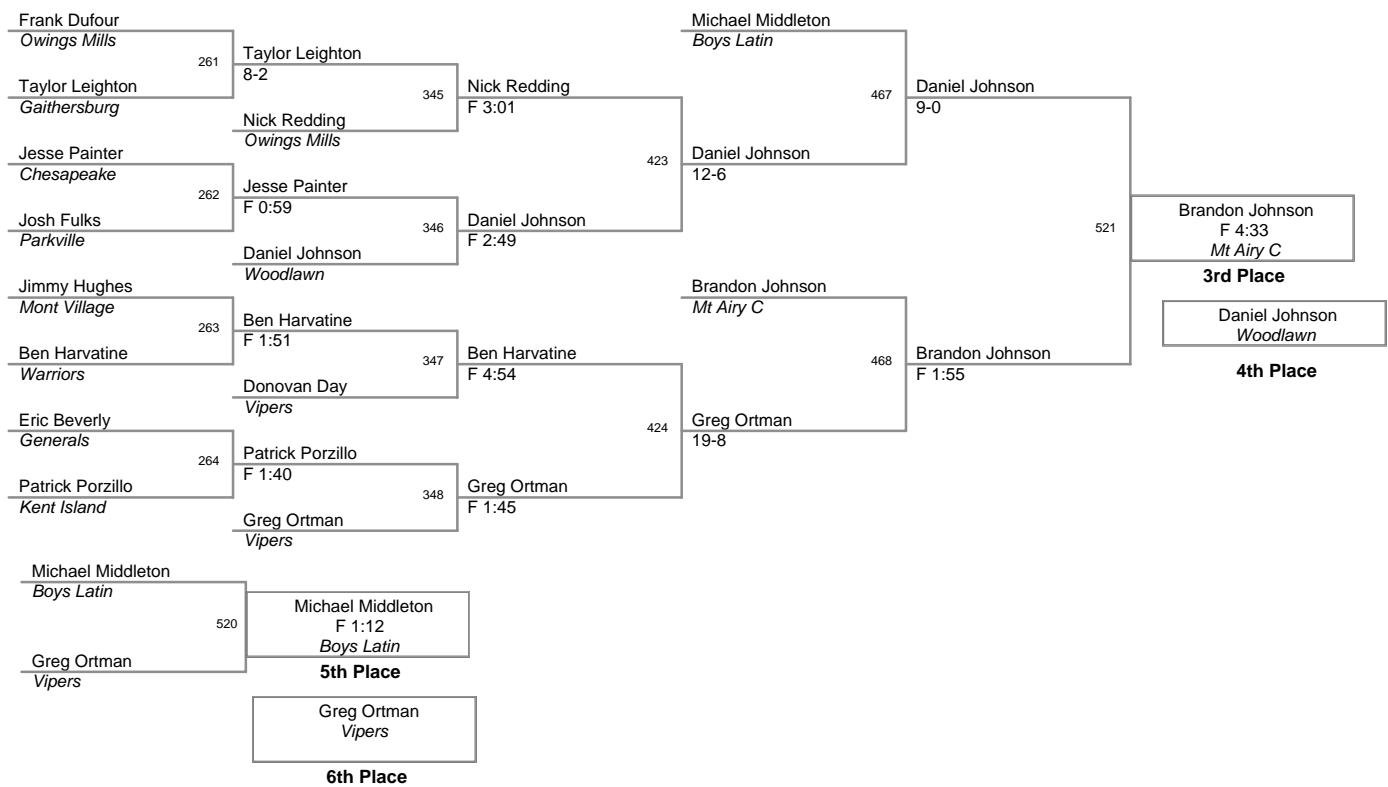 Frank Dufour
Owings Mills
261
Taylor Leighton
Gaithersburg
Jesse Painter
Chesapeake
262
Josh Fulks
Parkville
Jimmy Hughes
Mont Village
263
Ben Harvatine
Warriors
Eric Beverly
Generals
264
Patrick Porzillo
Kent Island
Taylor Leighton
8-2
345
Nick Redding
Owings Mills
Jesse Painter
F 0:59
346
Daniel Johnson
Woodlawn
Ben Harvatine
F 1:51
347
Donovan Day
Vipers
Patrick Porzillo
F 1:40
348
Greg Ortman
Vipers
Nick Redding
F 3:01
423
Daniel Johnson
F 2:49
Ben Harvatine
F 4:54
424
Greg Ortman
F 1:45
Michael Middleton
Boys Latin
467
Daniel Johnson
12-6
Brandon Johnson
Mt Airy C
468
Greg Ortman
19-8
Daniel Johnson
9-0
521
Brandon Johnson
F 1:55
Brandon Johnson
F 4:33
Mt Airy C
3rd Place
Daniel Johnson
Woodlawn
4th Place
Michael Middleton
Boys Latin
520
Greg Ortman
Vipers
Michael Middleton
F 1:12
Boys Latin
5th Place
Greg Ortman
Vipers
6th Place